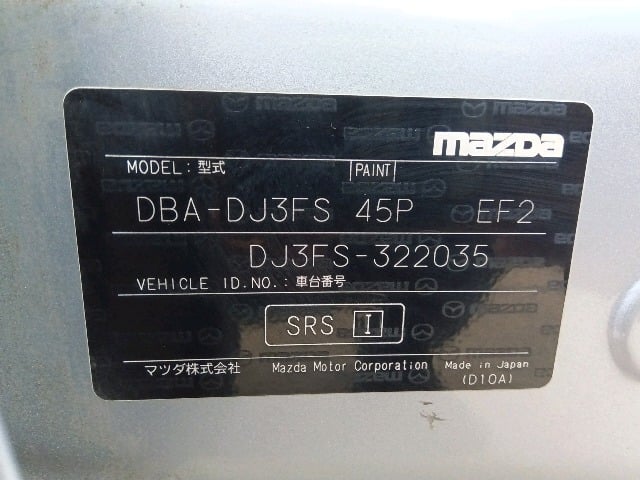 mazda
MODEL: 型式 PAINT
DBA-DJ3FS 45P EF2
DJ3FS-322035
VEHICLE ID.NO.: 車台番号
SRS I
マツダ株式会社 Mazda Motor Corporation Made in Japan
(D10A)